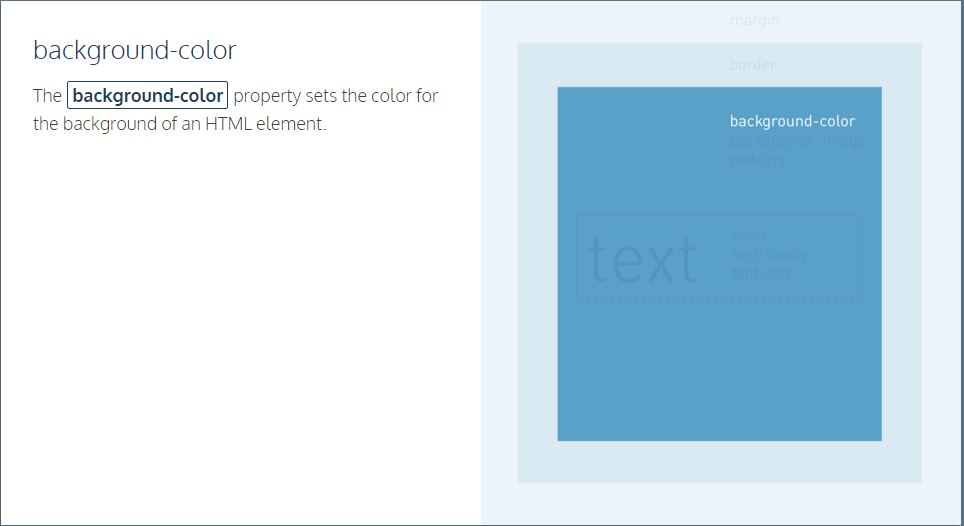 background-color
The background-color property sets the color for
the background of an HTML element.
margin
border
background-color
background -image
padding
text
color
font-family
font-size